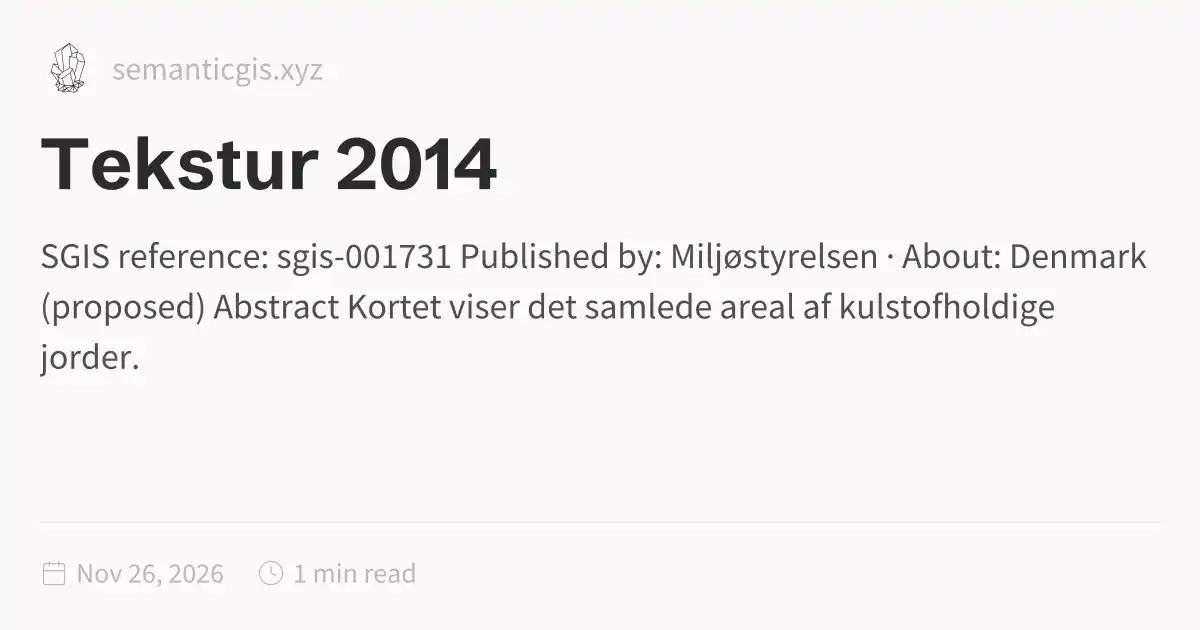 semanticgis.xyz
Tekstur 2014
SGIS reference: sgis-001731 Published by: Miljøstyrelsen · About: Denmark
(proposed) Abstract Kortet viser det samlede areal af kulstofholdige
jorder.
Nov 26, 2026 1 min read